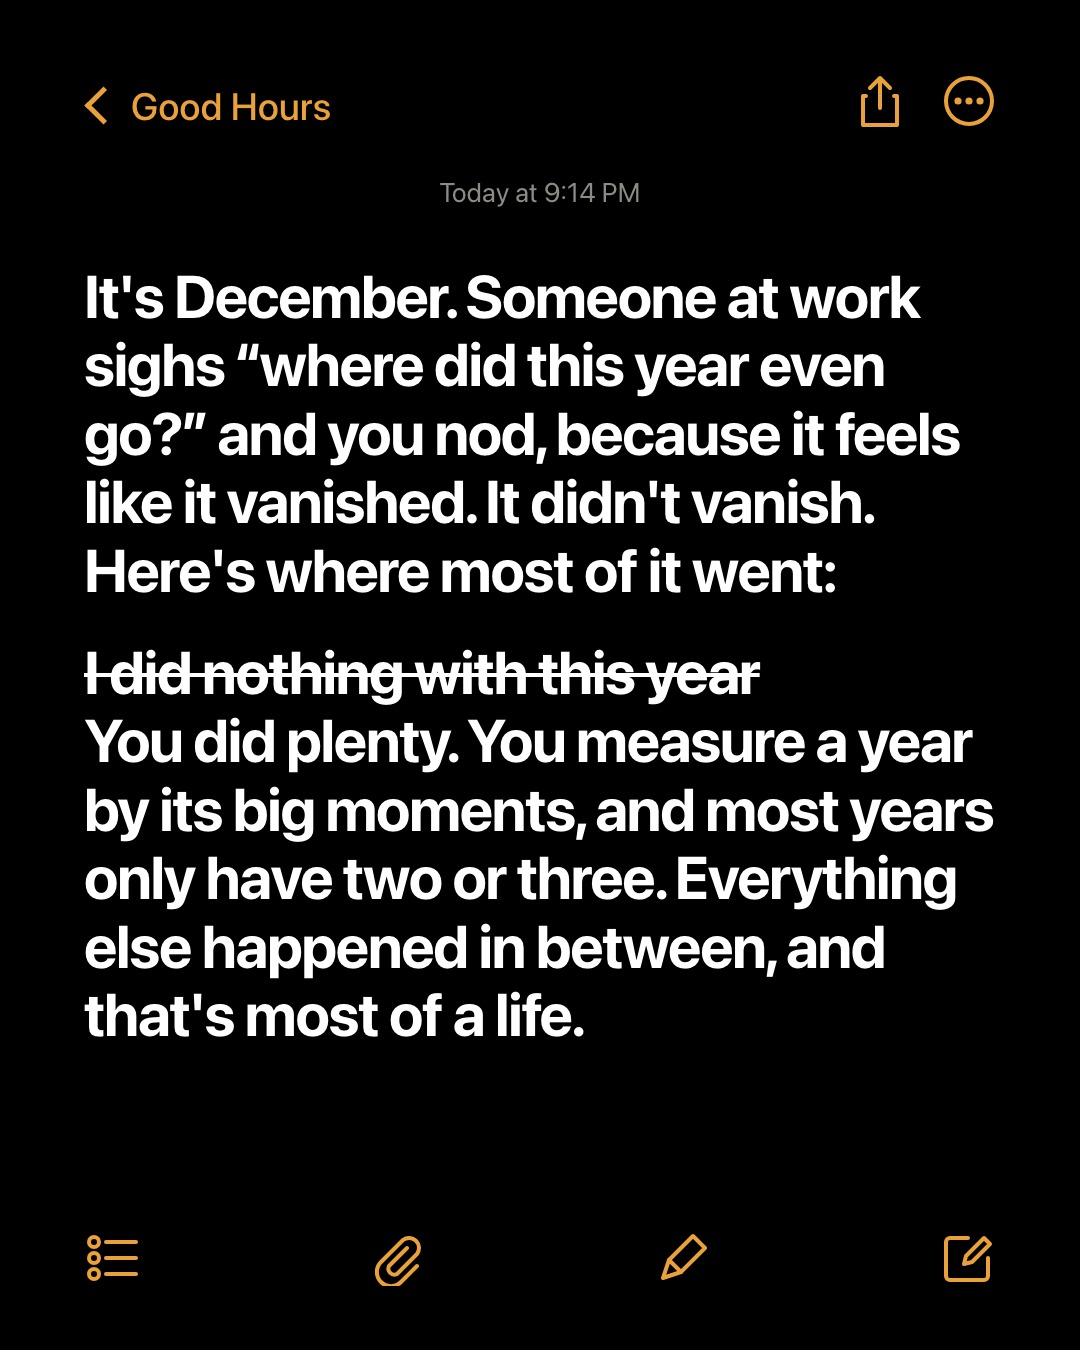 Good Hours
Today at 9:14 PM
It's December. Someone at work
sighs “where did this year even
go?” and you nod, because it feels
like it vanished. It didn't vanish.
Here's where most of it went:
I did nothing with this year
You did plenty. You measure a year
by its big moments, and most years
only have two or three. Everything
else happened in between, and
that's most of a life.